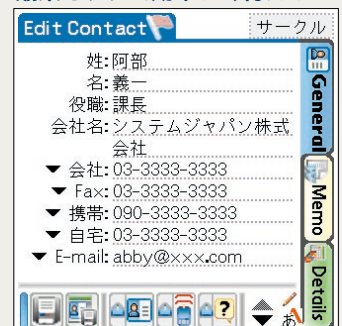 Edit Contact
サークル
姓:阿部
名:義一
役職:課長
会社名:システムジャパン株式
会社
▼ 会社:03-3333-3333
▼ Fax:03-3333-3333
▼ 携帯:090-3333-3333
▼ 自宅:03-3333-3333
▼ E-mail:abby@×××.com
General
Memo
Details
あ